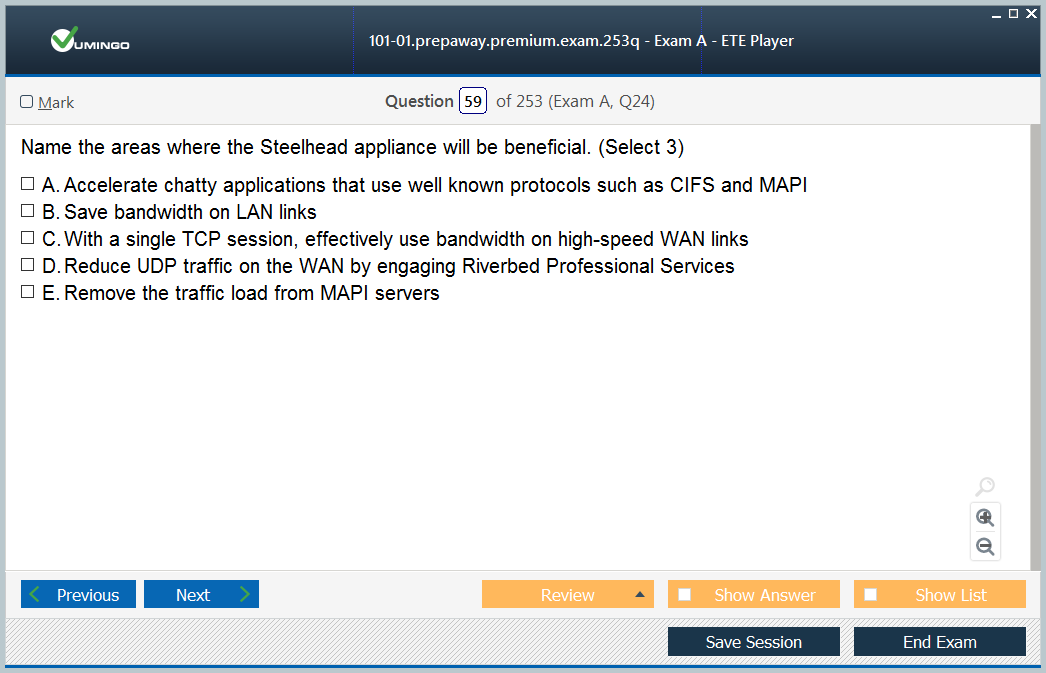 VUMINGO
101-01.prepaway.premium.exam.253q - Exam A - ETE Player
Mark
Question 59 of 253 (Exam A, Q24)
Name the areas where the Steelhead appliance will be beneficial. (Select 3)
A. Accelerate chatty applications that use well known protocols such as CIFS and MAPI
B. Save bandwidth on LAN links
C. With a single TCP session, effectively use bandwidth on high-speed WAN links
D. Reduce UDP traffic on the WAN by engaging Riverbed Professional Services
E. Remove the traffic load from MAPI servers
Previous Next Review Show Answer Show List
Save Session End Exam